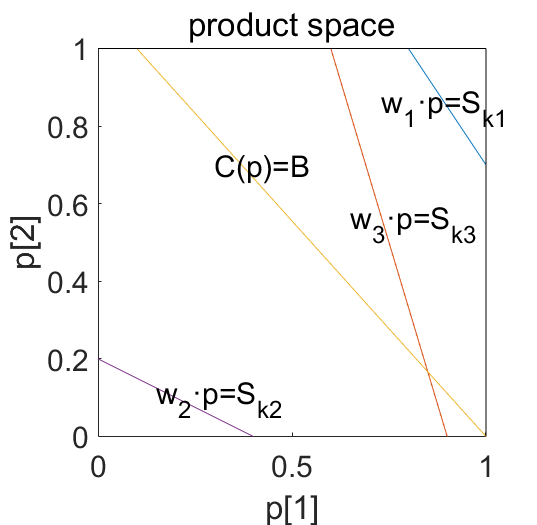 product space
1
w₁·p=Sₖ₁
0.8
C(p)=B
0.6
w₃·p=Sₖ₃
p[2]
0.4
0.2
w₂·p=Sₖ₂
0
0 0.5 1
p[1]